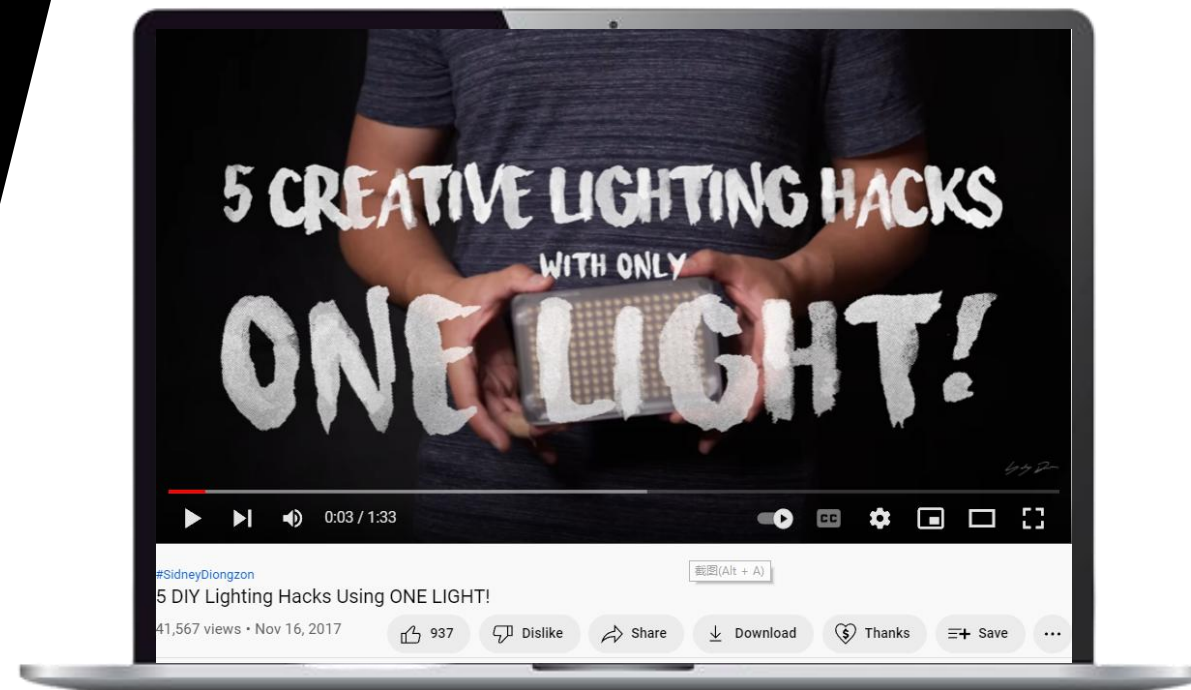 5 CREATIVE LIGHTING HACKS
WITH ONLY
ONE LIGHT!
0:03 / 1:33
CC
#SidneyDiongzon
截图(Alt + A)
5 DIY Lighting Hacks Using ONE LIGHT!
41,567 views • Nov 16, 2017
937 Dislike Share Download Thanks Save